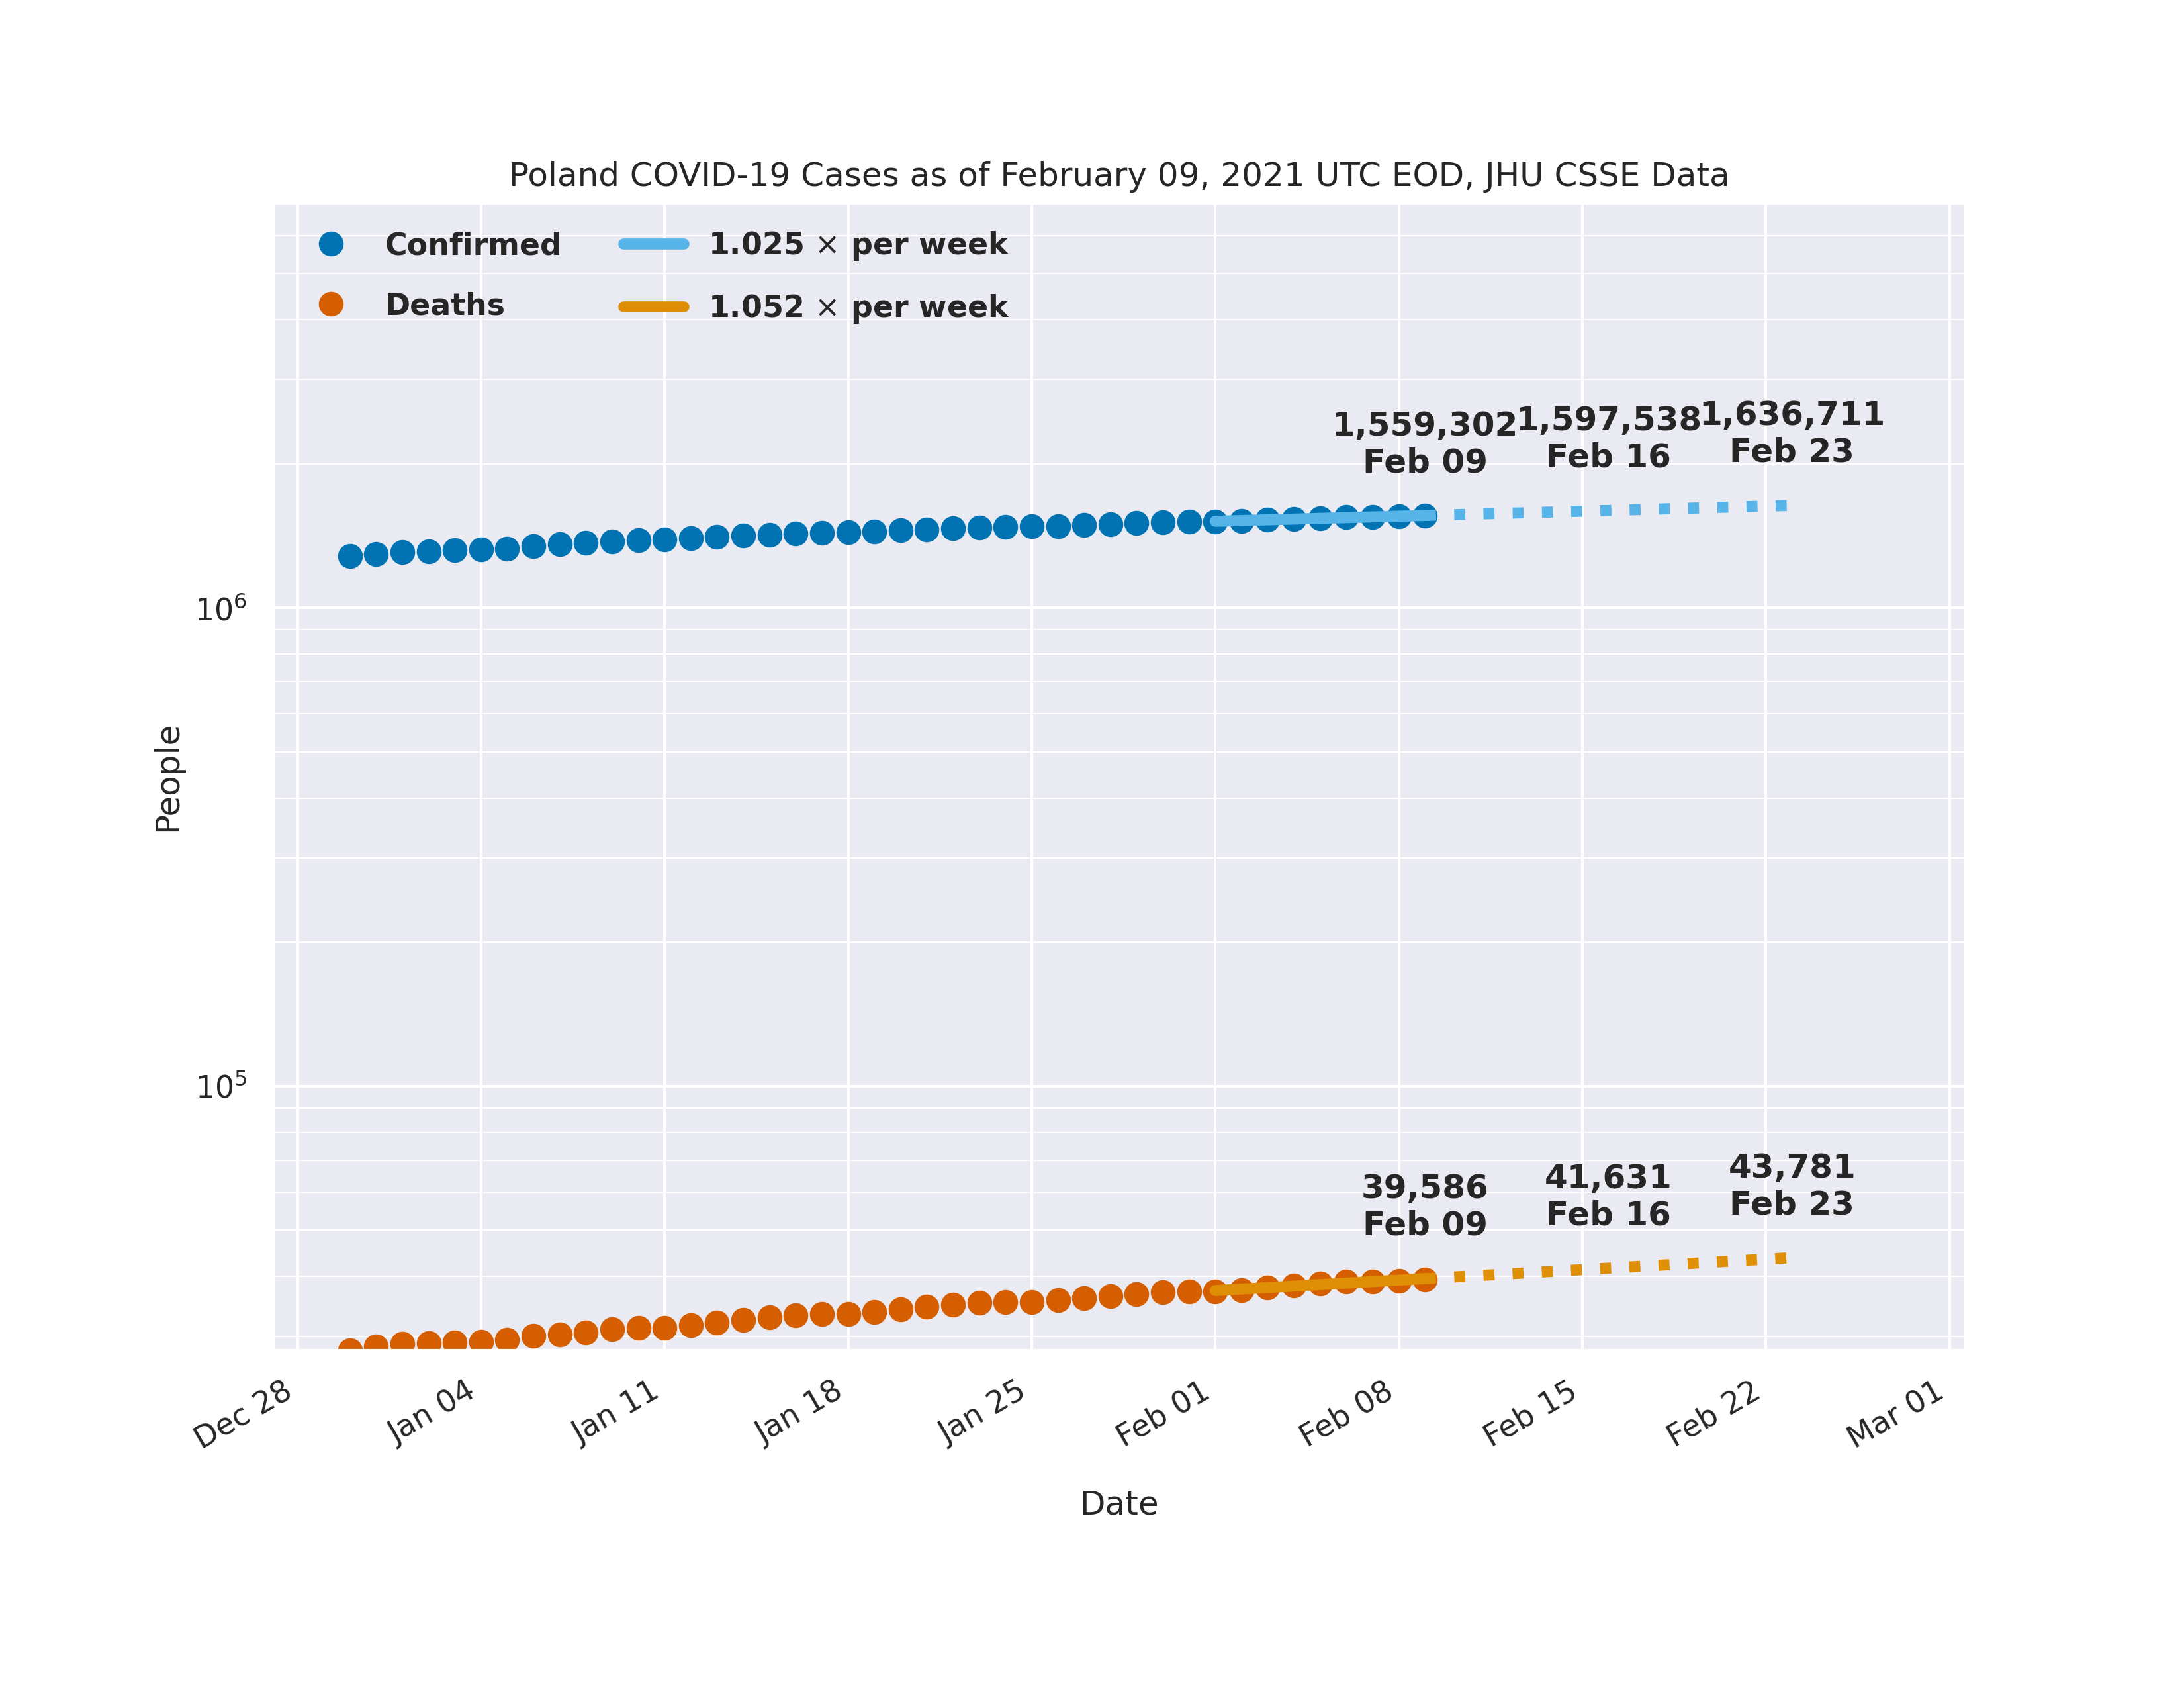 Poland COVID-19 Cases as of February 09, 2021 UTC EOD, JHU CSSE Data
Confirmed
Deaths
1.025 × per week
1.052 × per week
1,559,302
Feb 09
1,597,538
Feb 16
1,636,711
Feb 23
10⁶
People
10⁵
39,586
Feb 09
41,631
Feb 16
43,781
Feb 23
Dec 28
Jan 04
Jan 11
Jan 18
Jan 25
Feb 01
Feb 08
Feb 15
Feb 22
Mar 01
Date